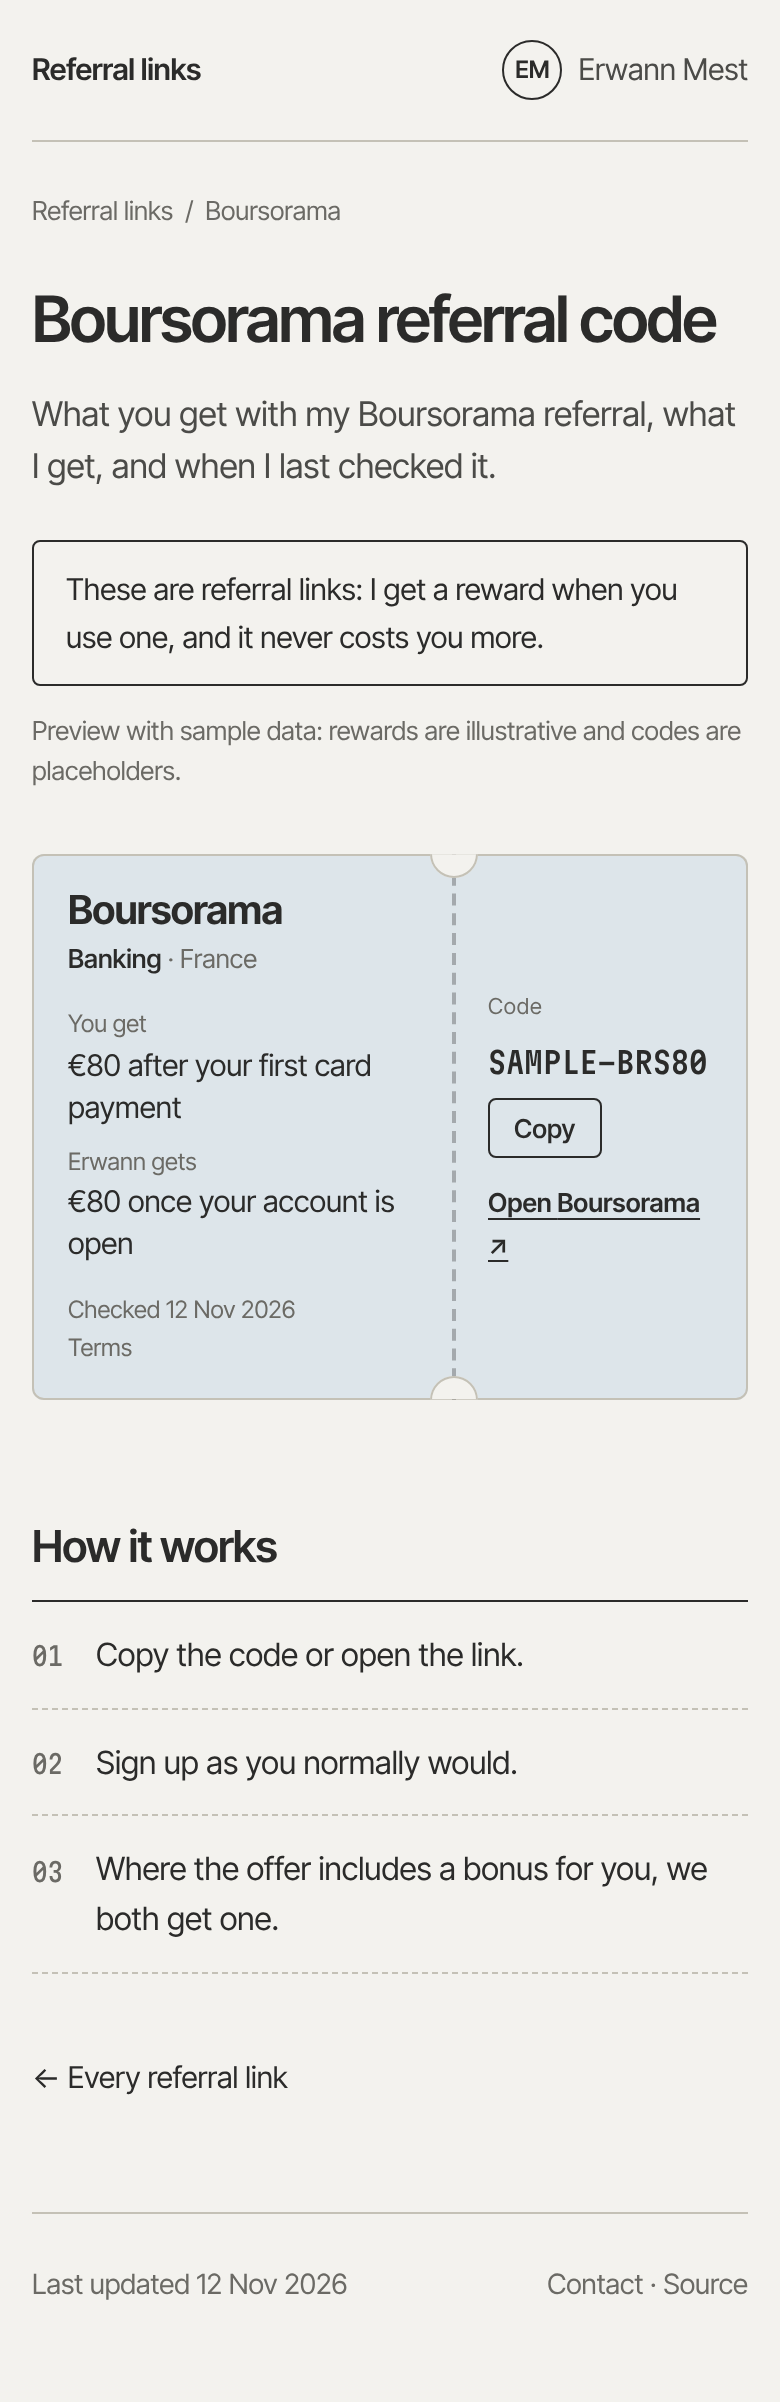 Referral links
EM Erwann Mest
Referral links / Boursorama
Boursorama referral code
What you get with my Boursorama referral, what
I get, and when I last checked it.
These are referral links: I get a reward when you
use one, and it never costs you more.
Preview with sample data: rewards are illustrative and codes are
placeholders.
Boursorama
Banking · France
You get
€80 after your first card
payment
Erwann gets
€80 once your account is
open
Checked 12 Nov 2026
Terms
Code
SAMPLE-BRS80
Copy
Open Boursorama
↗
How it works
01 Copy the code or open the link.
02 Sign up as you normally would.
03 Where the offer includes a bonus for you, we
both get one.
← Every referral link
Last updated 12 Nov 2026
Contact · Source